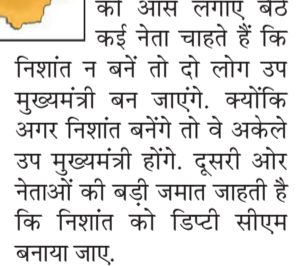 की आस लगाए बैठे
कई नेता चाहते हैं कि
निशांत न बनें तो दो लोग उप
मुख्यमंत्री बन जाएंगे. क्योंकि
अगर निशांत बनेंगे तो वे अकेले
उप मुख्यमंत्री होंगे. दूसरी ओर
नेताओं की बड़ी जमात जाहती है
कि निशांत को डिप्टी सीएम
बनाया जाए.